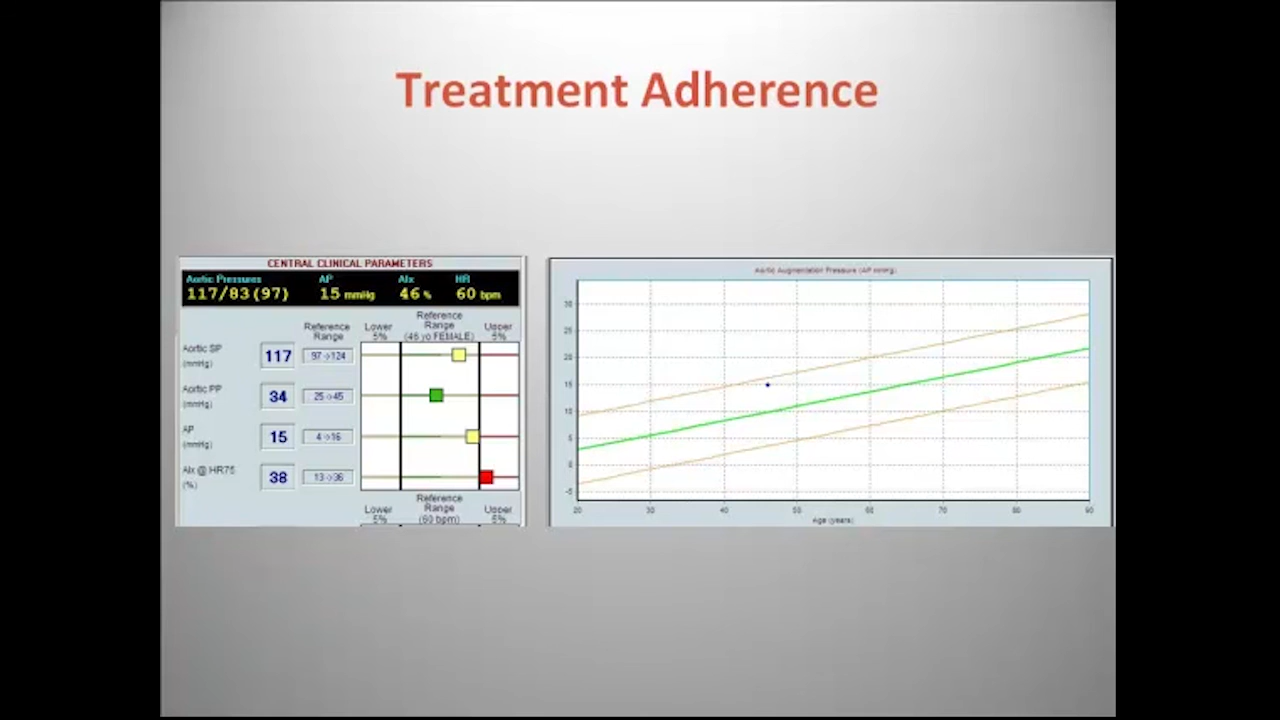 Treatment Adherence
CENTRAL CLINICAL PARAMETERS
Aortic Pressures AP AIx HR
117/83(97) 15 mmHg 46 % 60 bpm
Reference Range Lower 5% Reference Range (46 yo FEMALE) Upper 5%
Aortic SP (mmHg) 117 97->124
Aortic PP (mmHg) 34 25->45
AP (mmHg) 15 4->16
AIx @ HR75 (%) 38 13->36
Lower 5% Reference Range (60 bpm) Upper 5%
Aortic Augmentation Pressure (AP mmHg)
30
25
20
15
10
5
0
-5
20 30 40 50 60 70 80 90
Age (years)